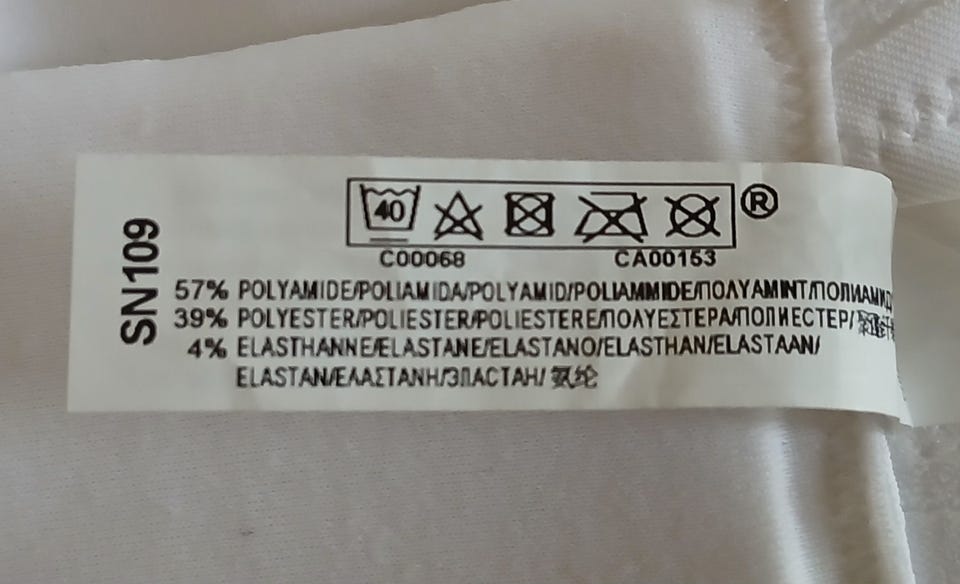 SN109
40
®
C00068 CA00153
57% POLYAMIDE/POLIAMIDA/POLYAMID/POLIAMMIDE/ΠΟΛΥΑΜΙΝΤ/
39% POLYESTER/POLIESTER/POLIESTERE/ΠΟΛΥΕΣΤΕΡΑ/ПОЛИЕСТЕР/
4% ELASTHANNE/ELASTANE/ELASTANO/ELASTHAN/ELASTAAN/
ELASTAN/ΕΛΑΣΤΑΝΗ/ЭЛАСТАН/ 氨纶